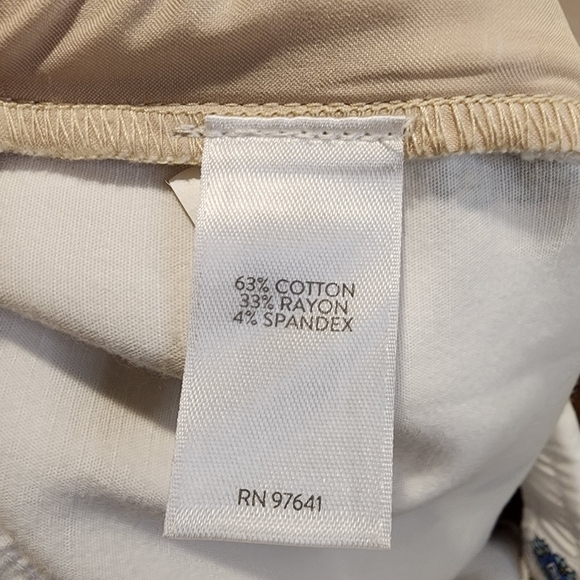 63% COTTON
33% RAYON
4% SPANDEX
RN 97641